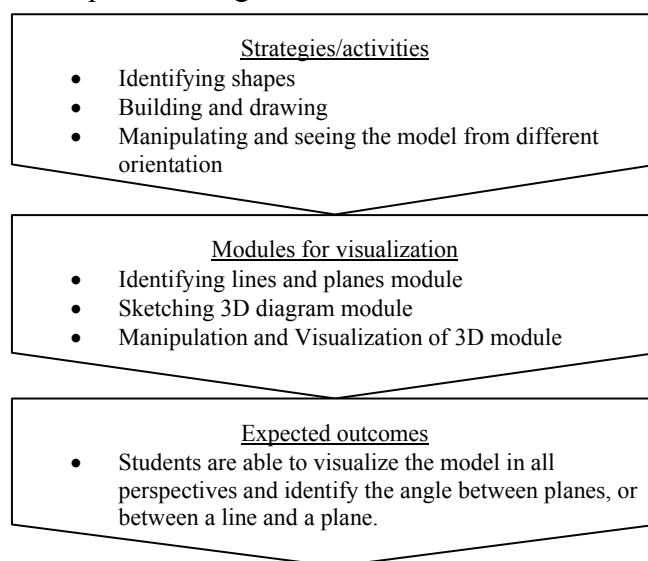 Strategies/activities
• Identifying shapes
• Building and drawing
• Manipulating and seeing the model from different
orientation
Modules for visualization
• Identifying lines and planes module
• Sketching 3D diagram module
• Manipulation and Visualization of 3D module
Expected outcomes
• Students are able to visualize the model in all
perspectives and identify the angle between planes, or
between a line and a plane.